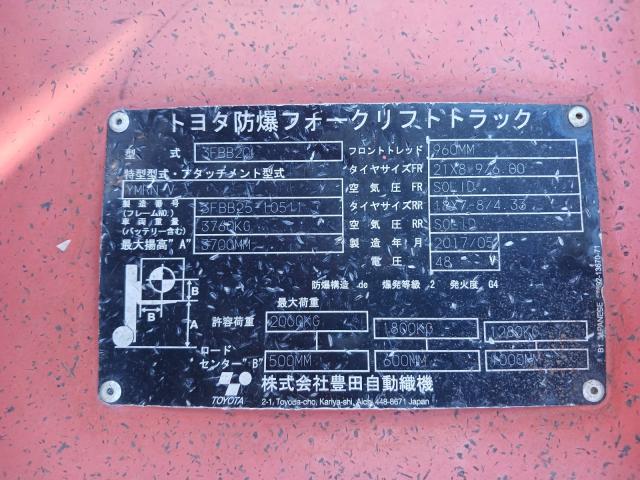 トヨタ防爆フォークリフトトラック
型 式 フロントトレッド 960MM
特型型式・アタッチメント型式 タイヤサイズFR 21X8-9/6.00
空気圧FR SOLID
製造番号
(フレームNO.) タイヤサイズRR 18X7-8/4.33
車両重量
(バッテリー含む) 3760KG 空気圧RR SOLID
最大揚高"A" 3700MM 製造年・月 2017/05
電圧 48 V
防爆構造 de 爆発等級 2 発火度 G4
B
B
A
最大荷重
許容荷重 2000KG 1800KG 1280KG
ロード
センター"B" 500MM 600MM 1000MM
TOYOTA
株式会社豊田自動織機
2-1, Toyoda-cho, Kariya-shi, Aichi 448-8671 Japan
JAPANESE